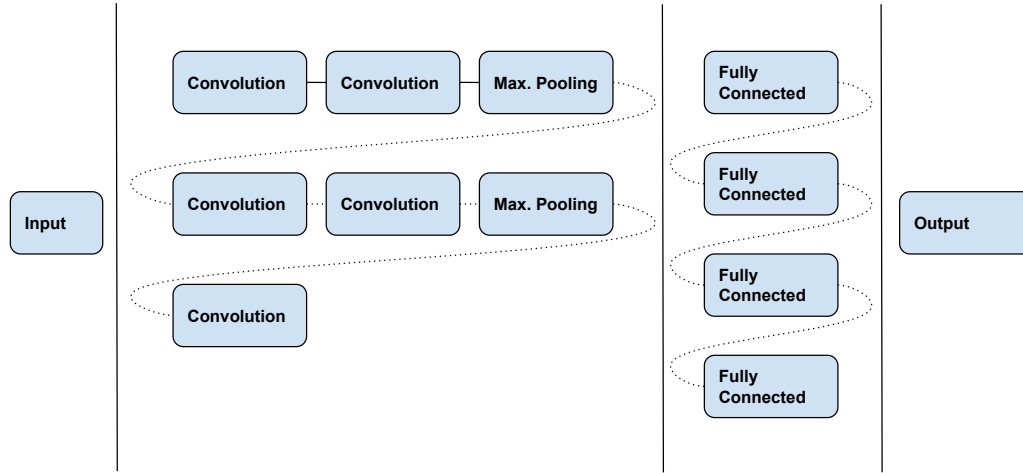 Input
Convolution
Convolution
Max. Pooling
Convolution
Convolution
Max. Pooling
Convolution
Fully
Connected
Fully
Connected
Fully
Connected
Fully
Connected
Output